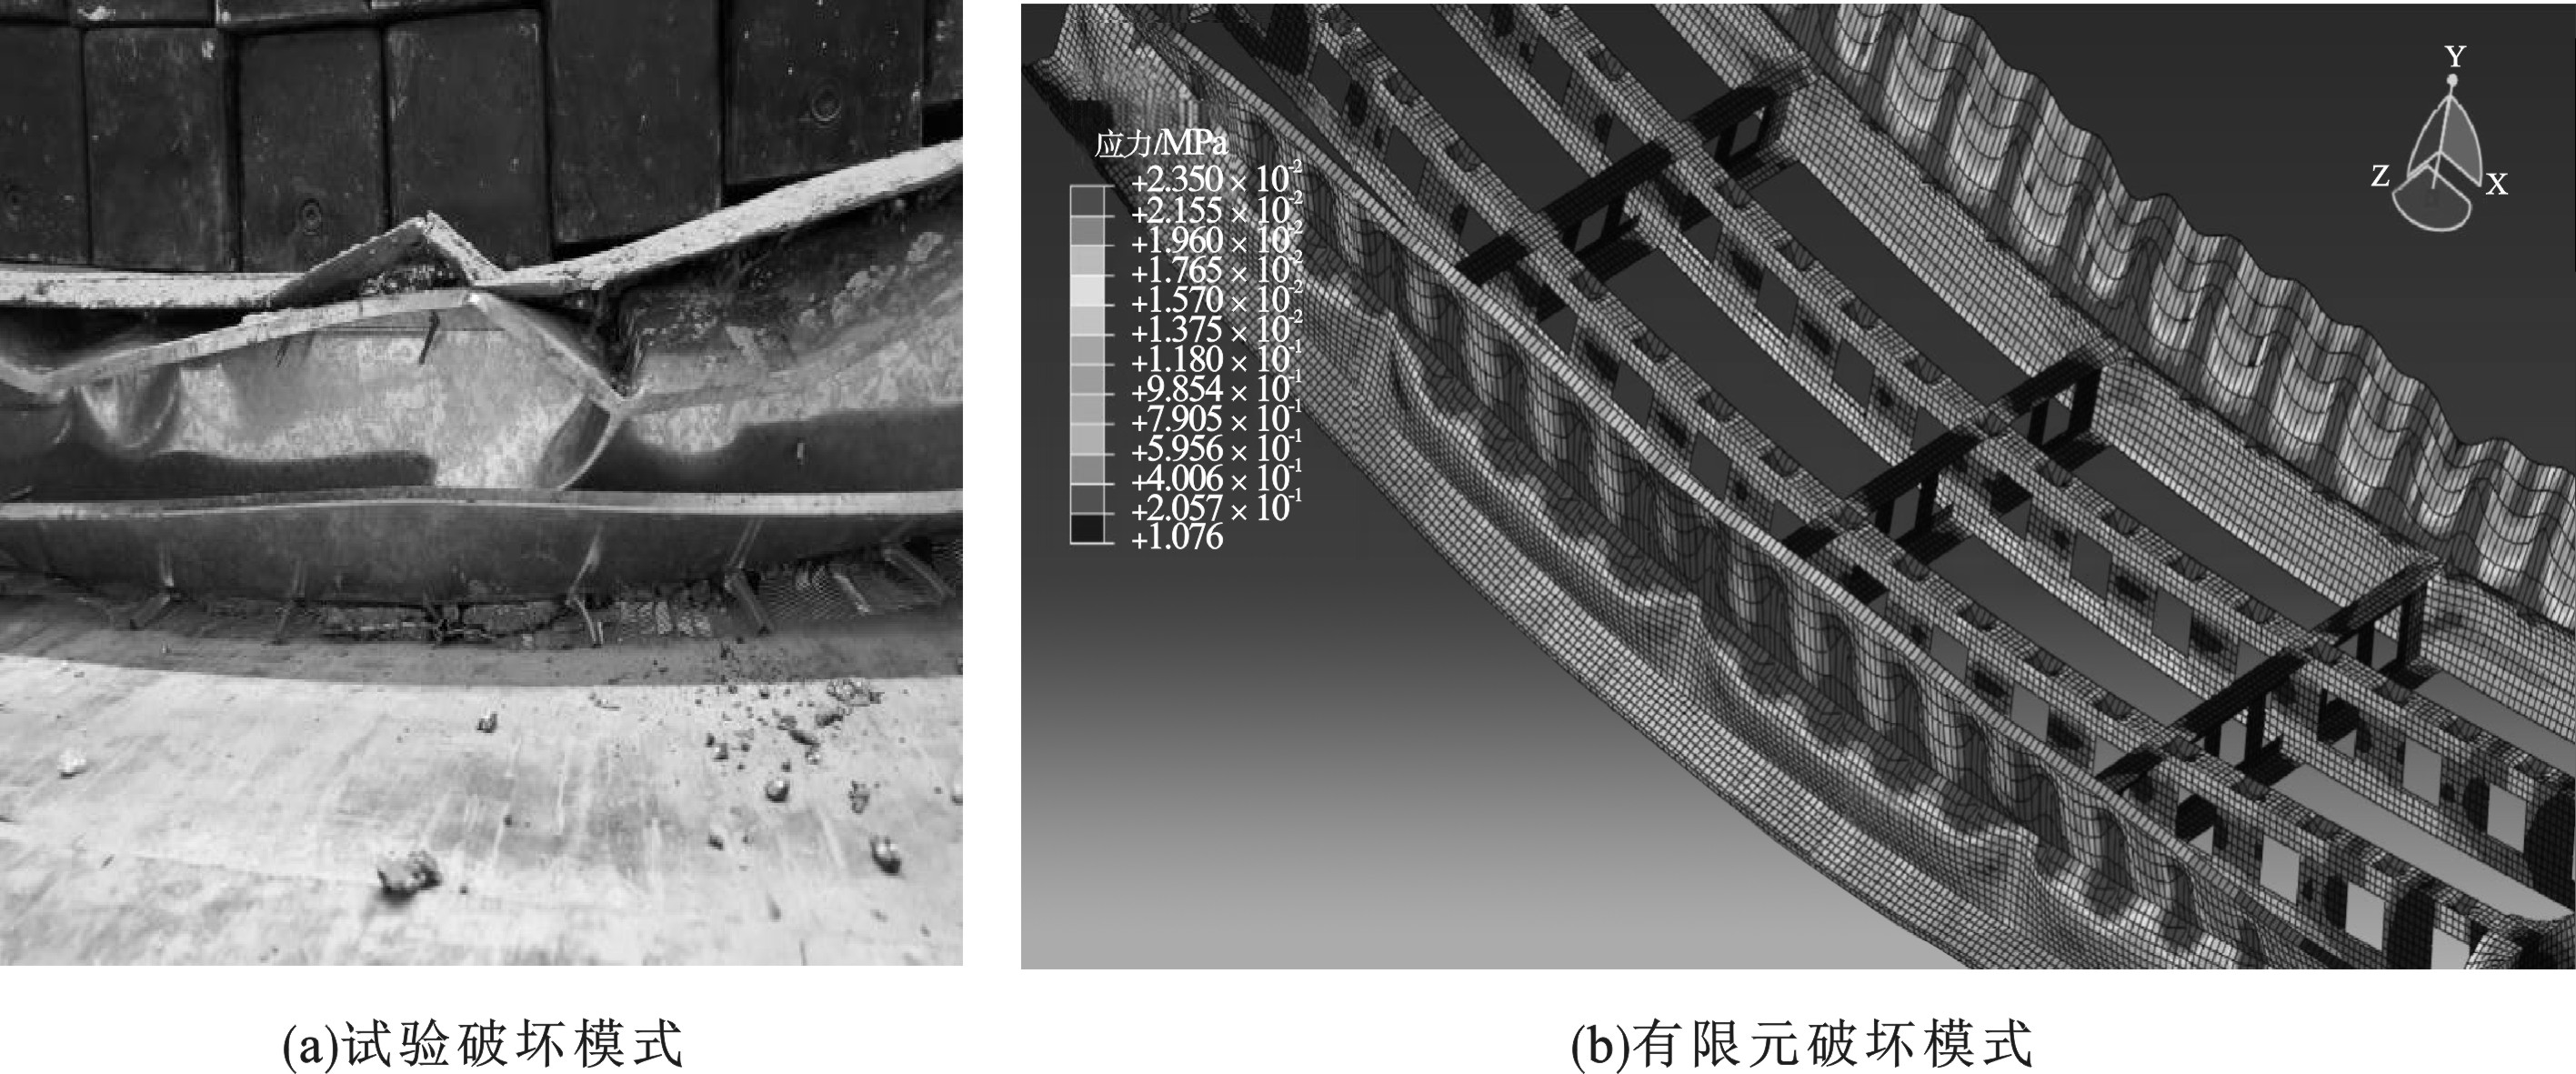 应力/MPa
+2.350 × 10-2
+2.155 × 10-2
+1.960 × 10-2
+1.765 × 10-2
+1.570 × 10-2
+1.375 × 10-2
+1.180 × 10-1
+9.854 × 10-1
+7.905 × 10-1
+5.956 × 10-1
+4.006 × 10-1
+2.057 × 10-1
+1.076
Y
Z
X
(a)试验破坏模式
(b)有限元破坏模式